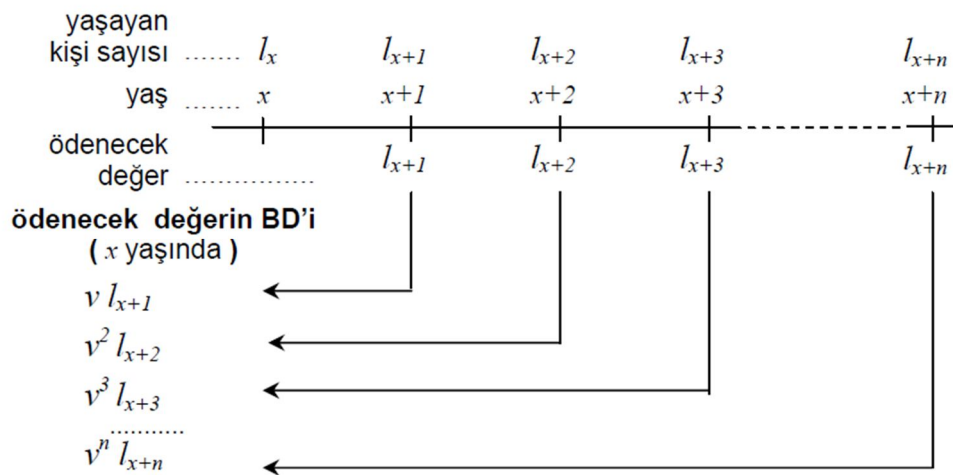 yaşayan
kişi sayısı ....... lₓ lₓ₊₁ lₓ₊₂ lₓ₊₃ lₓ₊ₙ
yaş ....... x x+1 x+2 x+3 x+n
ödenecek lₓ₊₁ lₓ₊₂ lₓ₊₃ lₓ₊ₙ
değer ................
ödenecek değerin BD’i
( x yaşında )
v lₓ₊₁
v² lₓ₊₂
v³ lₓ₊₃
...........
vⁿ lₓ₊ₙ